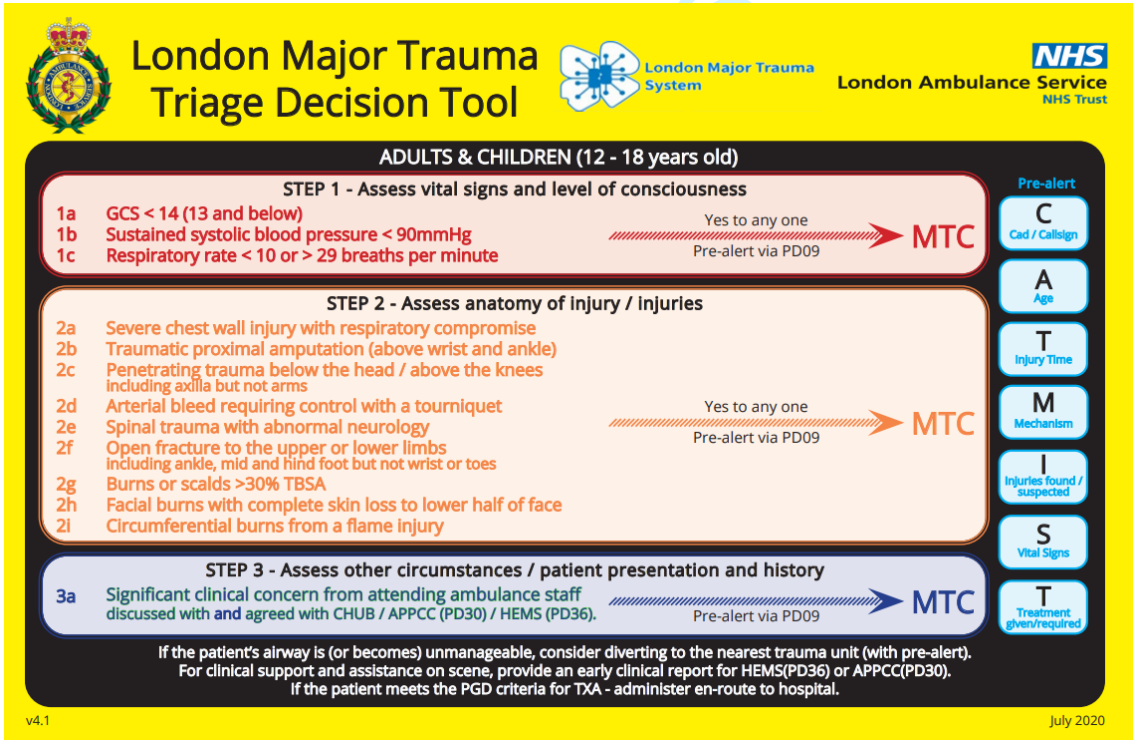 London Major Trauma
Triage Decision Tool
London Major Trauma
System
NHS
London Ambulance Service
NHS Trust
ADULTS & CHILDREN (12 - 18 years old)
STEP 1 - Assess vital signs and level of consciousness
1a GCS < 14 (13 and below)
1b Sustained systolic blood pressure < 90mmHg
1c Respiratory rate < 10 or > 29 breaths per minute
Yes to any one
Pre-alert via PD09
MTC
STEP 2 - Assess anatomy of injury / injuries
2a Severe chest wall injury with respiratory compromise
2b Traumatic proximal amputation (above wrist and ankle)
2c Penetrating trauma below the head / above the knees
including axilla but not arms
2d Arterial bleed requiring control with a tourniquet
2e Spinal trauma with abnormal neurology
2f Open fracture to the upper or lower limbs
including ankle, mid and hind foot but not wrist or toes
2g Burns or scalds >30% TBSA
2h Facial burns with complete skin loss to lower half of face
2i Circumferential burns from a flame injury
Yes to any one
Pre-alert via PD09
MTC
STEP 3 - Assess other circumstances / patient presentation and history
3a Significant clinical concern from attending ambulance staff
discussed with and agreed with CHUB / APPCC (PD30) / HEMS (PD36).
Pre-alert via PD09
MTC
Pre-alert
C
Cad / Callsign
A
Age
T
Injury Time
M
Mechanism
I
Injuries found /
suspected
S
Vital Signs
T
Treatment
given/required
If the patient's airway is (or becomes) unmanageable, consider diverting to the nearest trauma unit (with pre-alert).
For clinical support and assistance on scene, provide an early clinical report for HEMS(PD36) or APPCC(PD30).
If the patient meets the PGD criteria for TXA - administer en-route to hospital.
v4.1
July 2020